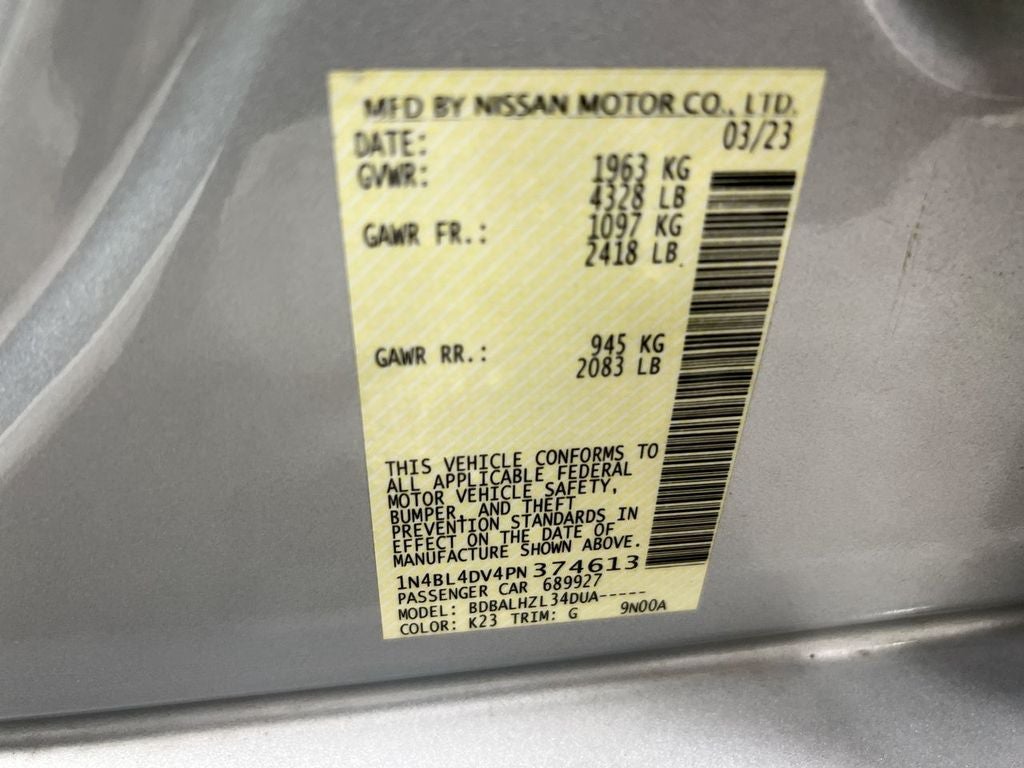 MFD BY NISSAN MOTOR CO., LTD.
DATE: 03/23
GVWR: 1963 KG
4328 LB
GAWR FR.: 1097 KG
2418 LB
GAWR RR.: 945 KG
2083 LB
THIS VEHICLE CONFORMS TO
ALL APPLICABLE FEDERAL
MOTOR VEHICLE SAFETY,
BUMPER, AND THEFT
PREVENTION STANDARDS IN
EFFECT ON THE DATE OF
MANUFACTURE SHOWN ABOVE.
1N4BL4DV4PN374613
PASSENGER CAR 689927
MODEL: BDBALHZL34DUA-----
COLOR: K23 TRIM: G 9N00A